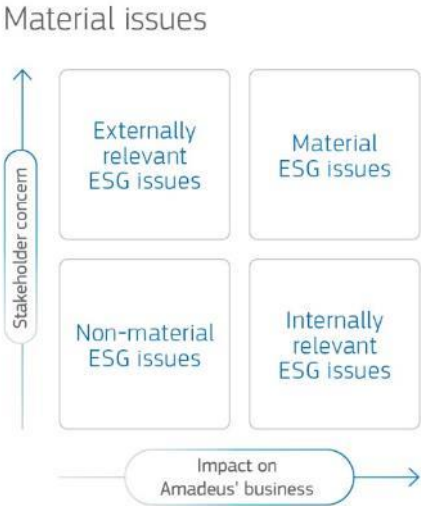 Material issues
Externally
relevant
ESG issues
Material
ESG issues
Stakeholder concern
Non-material
ESG issues
Internally
relevant
ESG issues
Impact on
Amadeus' business